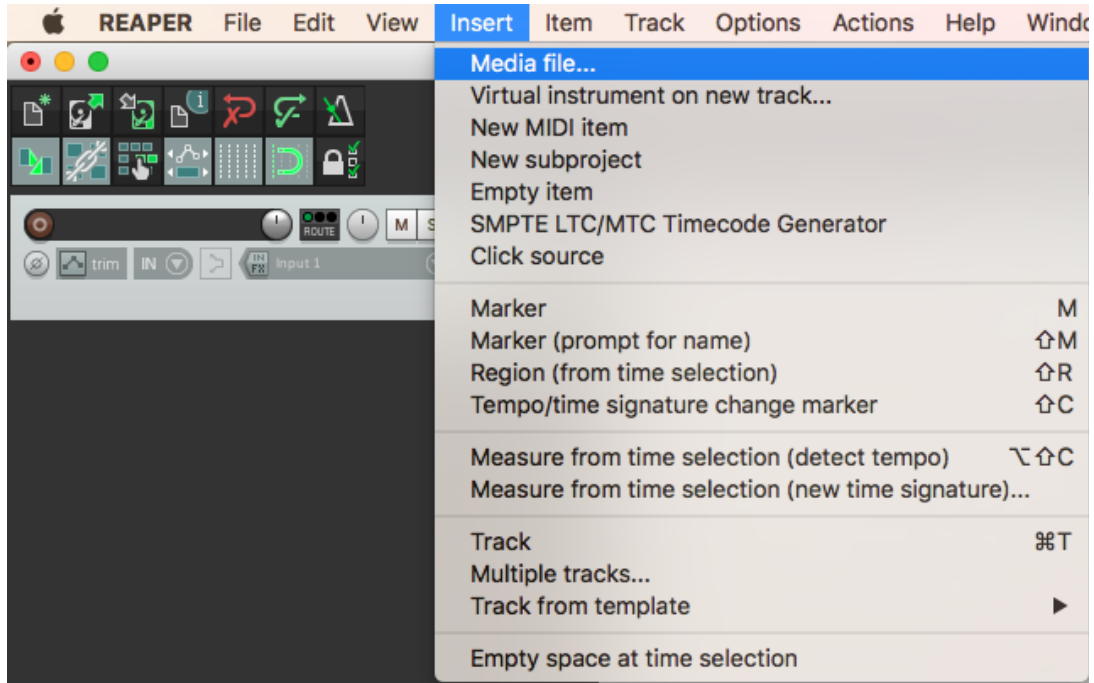 REAPER File Edit View Insert Item Track Options Actions Help
Media file...
Virtual instrument on new track...
New MIDI item
New subproject
Empty item
SMPTE LTC/MTC Timecode Generator
Click source
ROUTE M S
trim IN IN FX Input 1
Marker M
Marker (prompt for name) ⇧M
Region (from time selection) ⇧R
Tempo/time signature change marker ⇧C
Measure from time selection (detect tempo) ⌥⇧C
Measure from time selection (new time signature)...
Track ⌘T
Multiple tracks...
Track from template ▶
Empty space at time selection